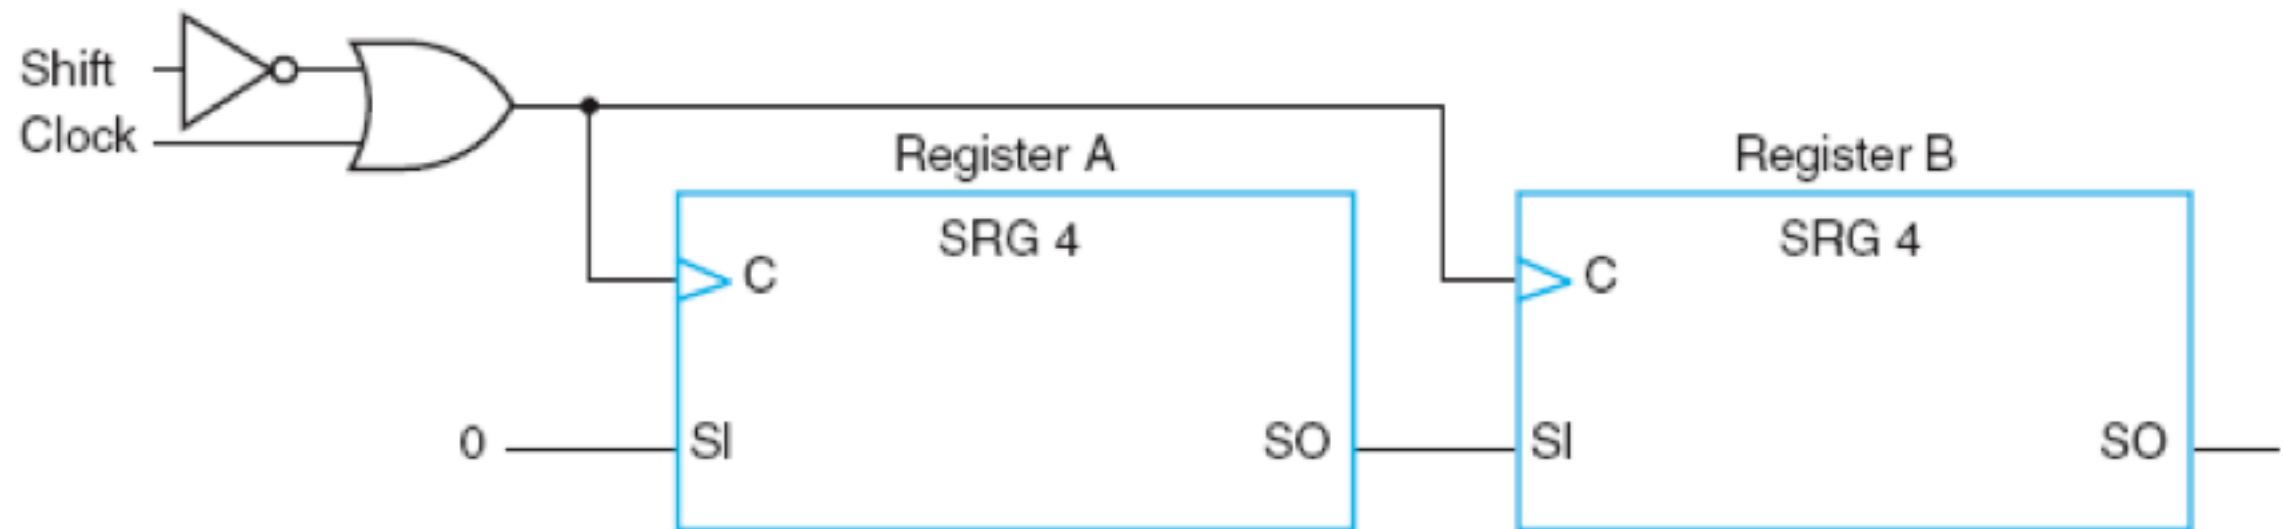 Shift
Clock
Register A
Register B
SRG 4
SRG 4
C
C
0
SI
SO
SI
SO